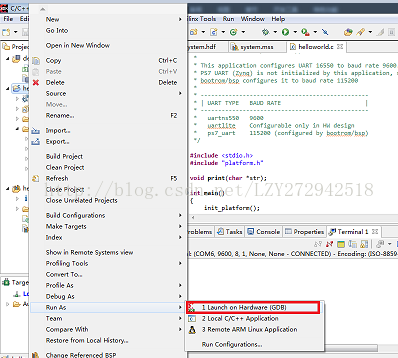 C/C++
New
Go Into
Open in New Window
Copy Ctrl+C
Paste Ctrl+V
Delete Delete
Source
Move...
Rename... F2
Import...
Export...
Build Project
Clean Project
Refresh F5
Close Project
Close Unrelated Projects
Build Configurations
Make Targets
Index
Show in Remote Systems view
Profiling Tools
Convert To...
Profile As
Debug As
Run As
Team
Compare With
Restore from Local History...
Change Referenced BSP
Xilinx Tools Run Window Help
system.hdf system.mss helloworld.c
* This application configures UART 16550 to baud rate 9600
* PS7 UART (Zynq) is not initialized by this application,
* bootrom/bsp configures it to baud rate 115200
*
* ------------------------------------------------
* | UART TYPE BAUD RATE |
* ------------------------------------------------
* uartns550 9600
* uartlite Configurable only in HW design
* ps7_uart 115200 (configured by bootrom/bsp)
*/
#include <stdio.h>
#include "platform.h"
void print(char *str);
int main()
{
init_platform();
http://blog.csdn.net/LZY272942518
Tasks Console Properties Terminal 1
(COM6, 9600, 8, 1, None, None - CONNECTED) - Encoding: (ISO-8859-
1 Launch on Hardware (GDB)
2 Local C/C++ Application
3 Remote ARM Linux Application
Run Configurations...